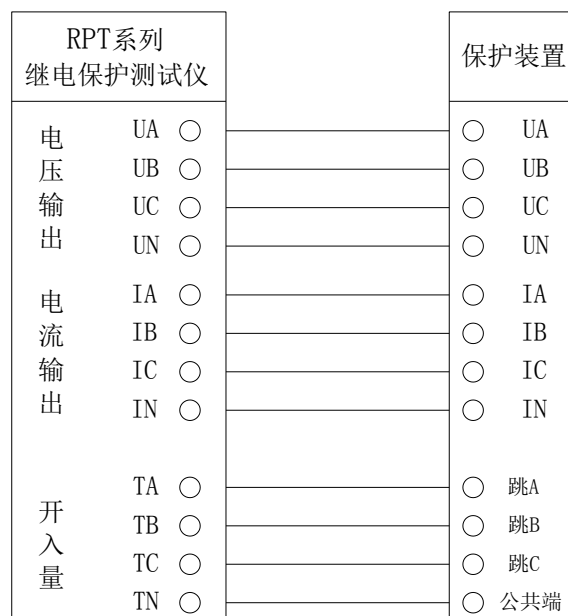 RPT系列
继电保护测试仪
保护装置
电压输出
UA
UB
UC
UN
UA
UB
UC
UN
电流输出
IA
IB
IC
IN
IA
IB
IC
IN
开入量
TA
TB
TC
TN
跳A
跳B
跳C
公共端